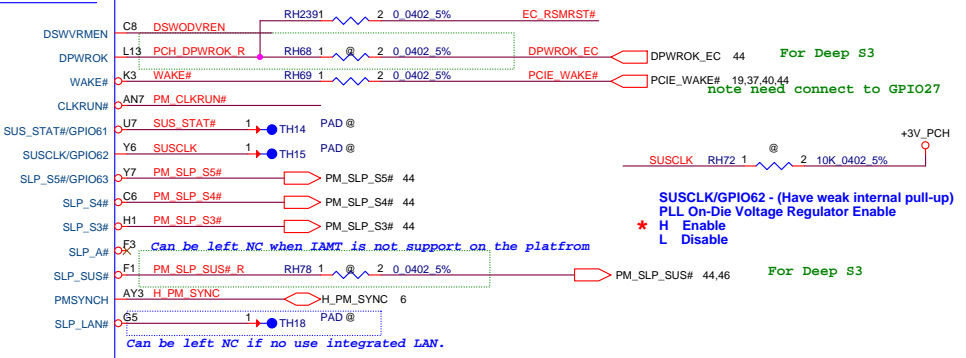 RH2391 2 0_0402_5% EC_RSMRST#
DSWVRMEN C8 DSWODVREN
DPWROK L13 PCH_DPWROK_R RH68 1 @ 2 0_0402_5% DPWROK_EC DPWROK_EC 44 For Deep S3
WAKE# K3 WAKE# RH69 1 2 0_0402_5% PCIE_WAKE# PCIE_WAKE# 19,37,40,44
note need connect to GPIO27
CLKRUN# AN7 PM_CLKRUN#
SUS_STAT#/GPIO61 U7 SUS_STAT# 1 TH14 PAD @
SUSCLK/GPIO62 Y6 SUSCLK 1 TH15 PAD @
+3V_PCH
SUSCLK RH72 1 @ 2 10K_0402_5%
SLP_S5#/GPIO63 Y7 PM_SLP_S5# PM_SLP_S5# 44
SLP_S4# C6 PM_SLP_S4# PM_SLP_S4# 44
SLP_S3# H1 PM_SLP_S3# PM_SLP_S3# 44
SUSCLK/GPIO62 - (Have weak internal pull-up)
PLL On-Die Voltage Regulator Enable
* H Enable
L Disable
SLP_A# F3 Can be left NC when IAMT is not support on the platfrom
SLP_SUS# F1 PM_SLP_SUS#_R RH78 1 @ 2 0_0402_5% PM_SLP_SUS# 44,46 For Deep S3
PMSYNCH AY3 H_PM_SYNC H_PM_SYNC 6
SLP_LAN# G5 1 TH18 PAD @
Can be left NC if no use integrated LAN.